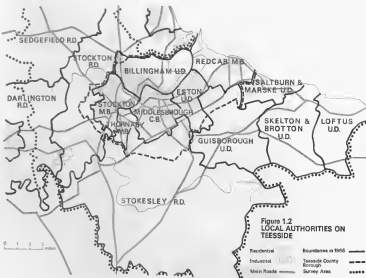 SEDGEFIELD RD.
STOCKTON
R.D.
BILLINGHAM U.D.
REDCAR M.B.
SALTBURN &
MARSKE U.D.
DARLINGTON
R.D.
STOCKTON
M.B.
THORNABY
M.B.
MIDDLESBROUGH
C.B.
ESTON
U.D.
GUISBOROUGH
U.D.
SKELTON &
BROTTON
U.D.
LOFTUS
U.D.
STOKESLEY R.D.
Figure 1.2
LOCAL AUTHORITIES ON
TEESSIDE
Residential
Industrial
Main Roads
Boundaries in 1966
Teesside County
Borough
Survey Area